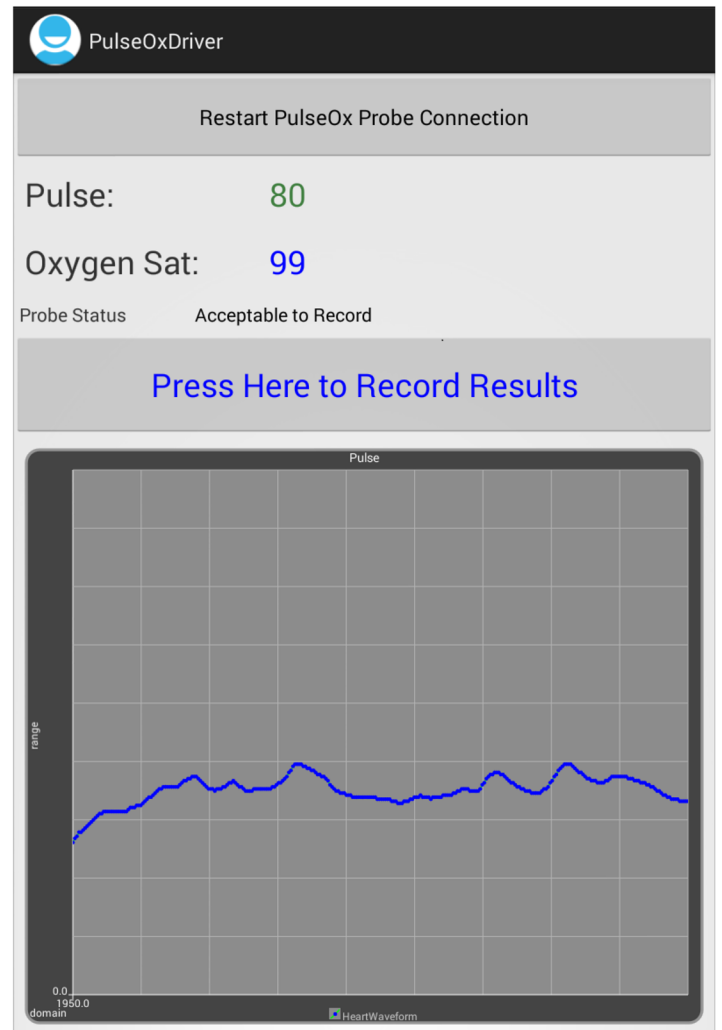 PulseOxDriver
Restart PulseOx Probe Connection
Pulse: 80
Oxygen Sat: 99
Probe Status Acceptable to Record
Press Here to Record Results
Pulse
range
0.0
1950.0
domain
HeartWaveform